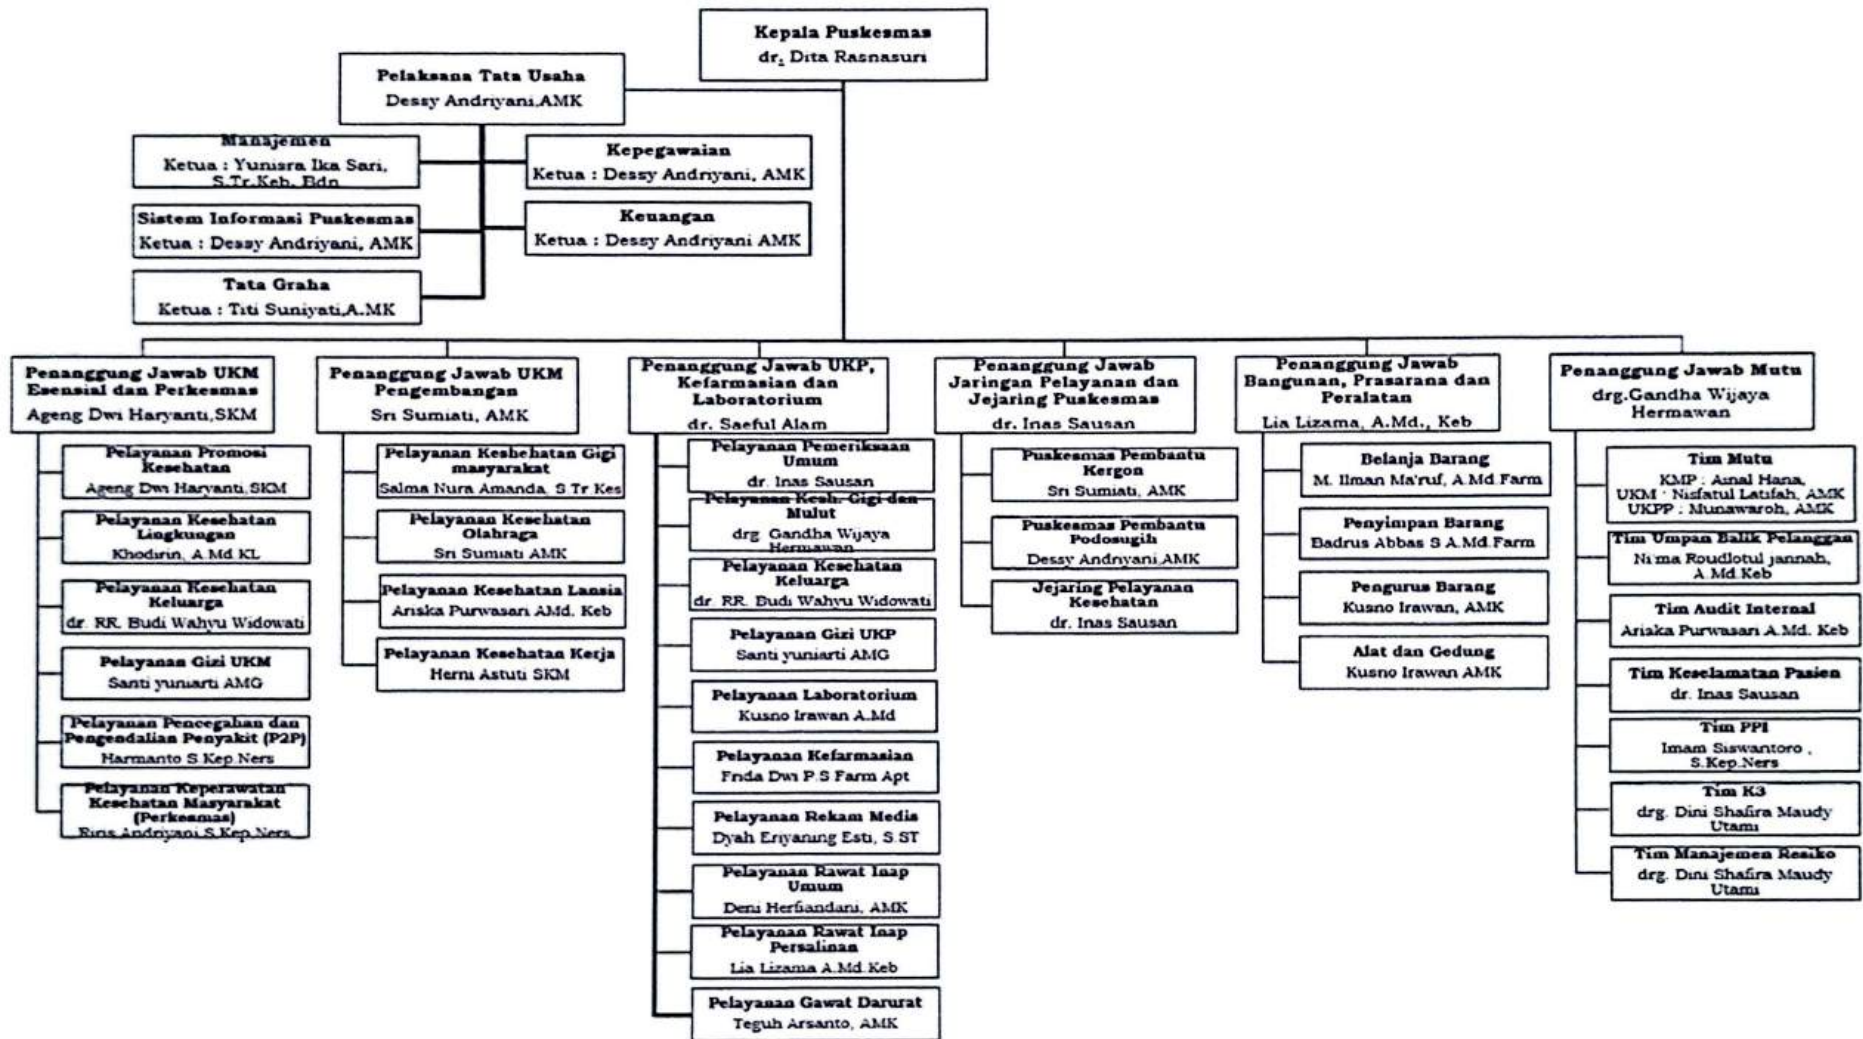 Kepala Puskesmas
dr. Dita Rasnasuri
Pelaksana Tata Usaha
Dessy Andriyani,AMK
Manajemen
Ketua : Yunisra Ika Sari,
S.Tr.Keb, Bdn
Kepegawaian
Ketua : Dessy Andriyani, AMK
Sistem Informasi Puskesmas
Ketua : Dessy Andriyani, AMK
Keuangan
Ketua : Dessy Andriyani AMK
Tata Graha
Ketua : Titi Suniyati,A.MK
Penanggung Jawab UKM
Esensial dan Perkesmas
Ageng Dwi Haryanti,SKM
Pelayanan Promosi
Kesehatan
Ageng Dwi Haryanti,SKM
Pelayanan Kesehatan
Lingkungan
Khodirin, A.Md.KL
Pelayanan Kesehatan
Keluarga
dr. RR. Budi Wahyu Widowati
Pelayanan Gizi UKM
Santi yuniarti AMG
Pelayanan Pencegahan dan
Pengendalian Penyakit (P2P)
Harmanto S.Kep.Ners
Pelayanan Keperawatan
Kesehatan Masyarakat
(Perkesmas)
Riris Andriyani S.Kep.Ners
Penanggung Jawab UKM
Pengembangan
Sri Sumiati, AMK
Pelayanan Keshehatan Gigi
masyarakat
Salma Nura Amanda, S.Tr.Kes
Pelayanan Kesehatan
Olahraga
Sri Sumiati AMK
Pelayanan Kesehatan Lansia
Ariska Purwasari AMd. Keb
Pelayanan Kesehatan Kerja
Herni Astuti SKM
Penanggung Jawab UKP,
Kefarmasian dan
Laboratorium
dr. Saeful Alam
Pelayanan Pemeriksaan
Umum
dr. Inas Sausan
Pelayanan Kesh. Gigi dan
Mulut
drg. Gandha Wijaya
Hermawan
Pelayanan Kesehatan
Keluarga
dr. RR. Budi Wahyu Widowati
Pelayanan Gizi UKP
Santi yuniarti AMG
Pelayanan Laboratorium
Kusno Irawan A.Md
Pelayanan Kefarmasian
Frida Dwi P.S Farm Apt
Pelayanan Rekam Medis
Dyah Eriyaning Esti, S.ST
Pelayanan Rawat Inap
Umum
Deni Herfiandani, AMK
Pelayanan Rawat Inap
Persalinan
Lia Lizama A.Md.Keb
Pelayanan Gawat Darurat
Teguh Arsanto, AMK
Penanggung Jawab
Jaringan Pelayanan dan
Jejaring Puskesmas
dr. Inas Sausan
Puskesmas Pembantu
Kergon
Sri Sumiati, AMK
Puskesmas Pembantu
Podosugih
Dessy Andriyani,AMK
Jejaring Pelayanan
Kesehatan
dr. Inas Sausan
Penanggung Jawab
Bangunan, Prasarana dan
Peralatan
Lia Lizama, A.Md., Keb
Belanja Barang
M. Ilman Ma'ruf, A.Md.Farm
Penyimpan Barang
Badrus Abbas S.A.Md.Farm
Pengurus Barang
Kusno Irawan, AMK
Alat dan Gedung
Kusno Irawan AMK
Penanggung Jawab Mutu
drg.Gandha Wijaya
Hermawan
Tim Mutu
KMP : Ainal Hana,
UKM : Nisfatul Latifah, AMK
UKPP : Munawaroh, AMK
Tim Umpan Balik Pelanggan
Ni'ma Roudlotul jannah,
A.Md.Keb
Tim Audit Internal
Ariska Purwasari A.Md. Keb
Tim Keselamatan Pasien
dr. Inas Sausan
Tim PPI
Imam Siswantoro ,
S.Kep.Ners
Tim K3
drg. Dini Shafira Maudy
Utami
Tim Manajemen Resiko
drg. Dini Shafira Maudy
Utami